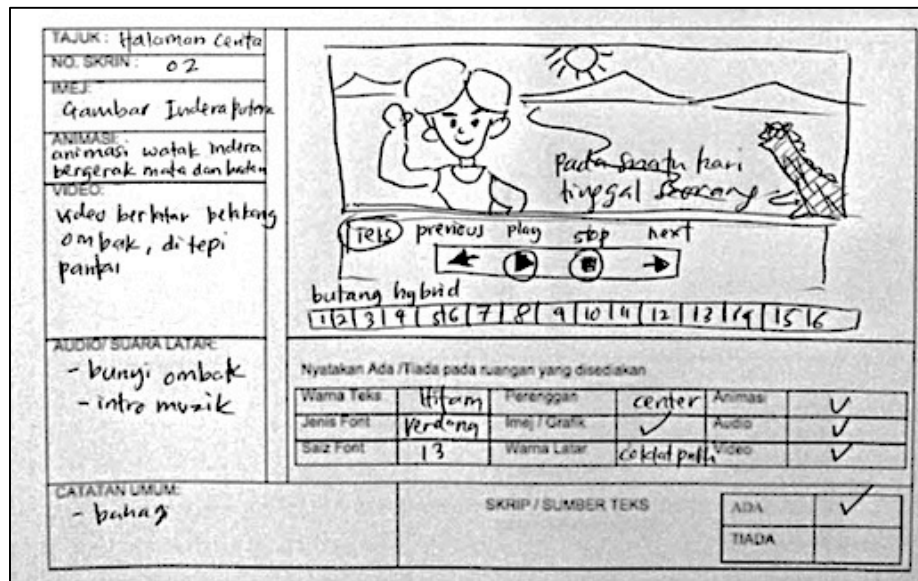 TAJUK: Halaman Cerita
NO. SKRIN: 02
IMEJ:
Gambar Indera Putera
ANIMASI:
animasi watak Indera
bergerak mata dan badan
VIDEO:
video berlatar belakang
ombak, di tepi
pantai
Pada suatu hari
tinggal seorang
Teks previous play stop next
butang hybrid
1 2 3 4 5 6 7 8 9 10 11 12 13 14 15 16
AUDIO/ SUARA LATAR:
- bunyi ombak
- intro muzik
Nyatakan Ada /Tiada pada ruangan yang disediakan
Warna Teks Hitam Perenggan center Animasi ✓
Jenis Font Verdana Imej / Grafik ✓ Audio ✓
Saiz Font 13 Warna Latar coklat Video ✓
CATATAN UMUM:
SKRIP / SUMBER TEKS
ADA ✓
TIADA